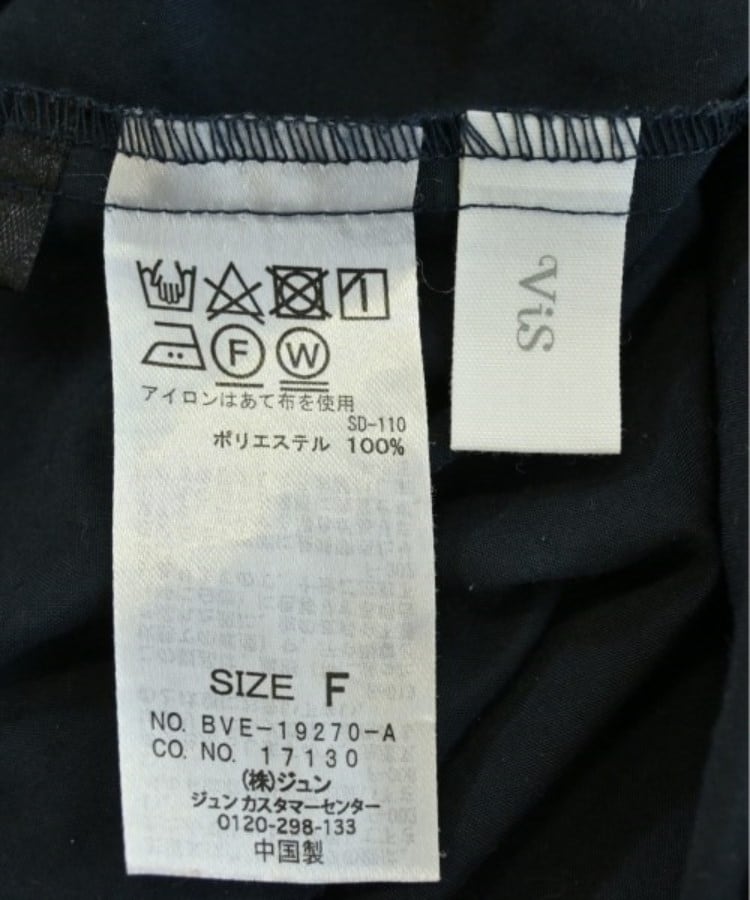 F W
アイロンはあて布を使用
SD-110
ポリエステル 100%
SIZE F
NO. BVE-19270-A
CO. NO. 17130
(株)ジュン
ジュン カスタマーセンター
0120-298-133
中国製
ViS